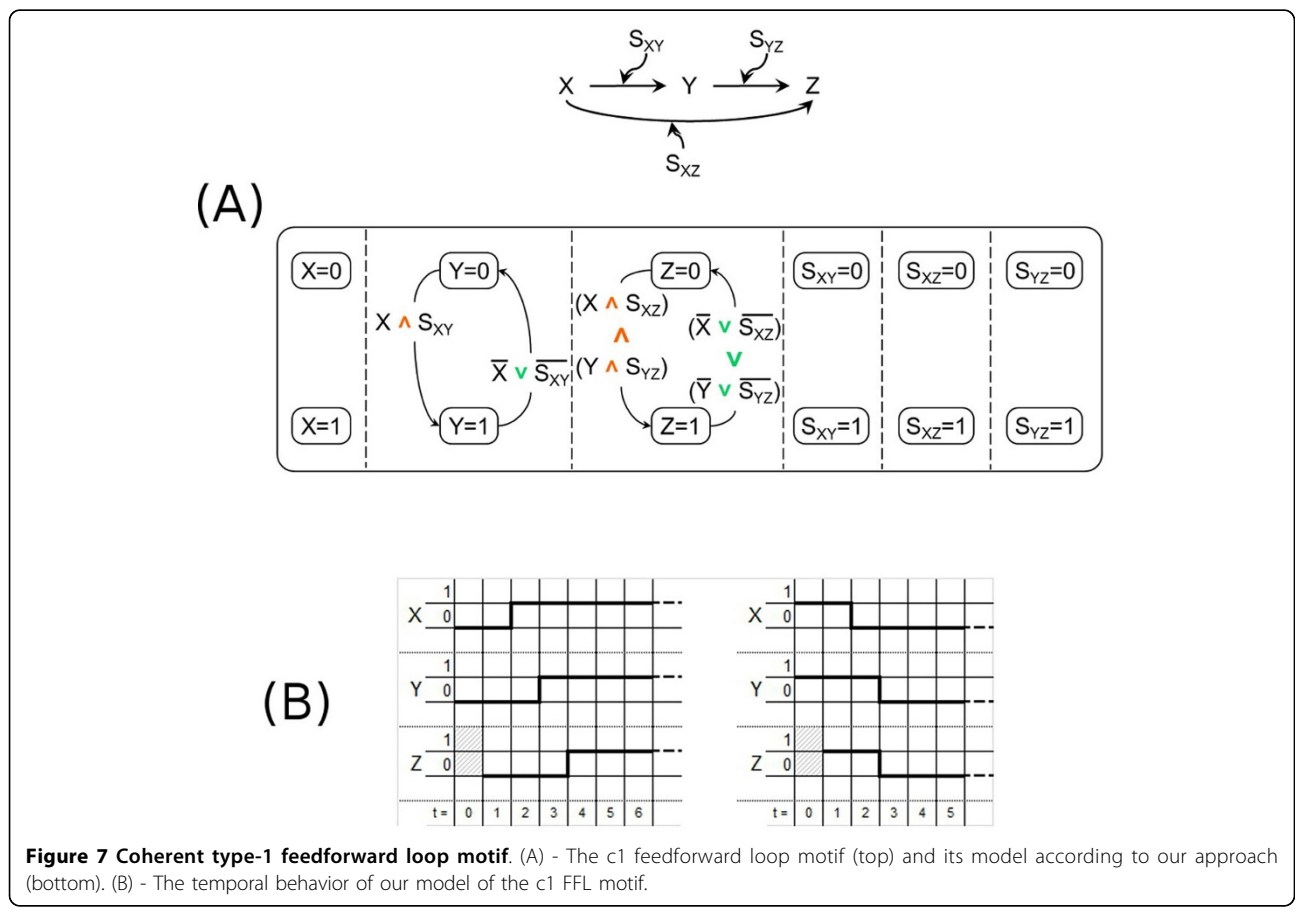 S_XY S_YZ
X Y Z
S_XZ
(A)
X=0 Y=0 Z=0 S_XY=0 S_XZ=0 S_YZ=0
X ∧ S_XY
(X ∧ S_XZ)
∧
(Y ∧ S_YZ)
X̅ ∨ S̅_X̅Y̅
(X̅ ∨ S̅_X̅Z̅)
∨
(Y̅ ∨ S̅_Y̅Z̅)
X=1 Y=1 Z=1 S_XY=1 S_XZ=1 S_YZ=1
(B)
1
X 0
1
Y 0
1
Z 0
t= 0 1 2 3 4 5 6
1
X 0
1
Y 0
1
Z 0
t= 0 1 2 3 4 5
Figure 7 Coherent type-1 feedforward loop motif. (A) - The c1 feedforward loop motif (top) and its model according to our approach
(bottom). (B) - The temporal behavior of our model of the c1 FFL motif.